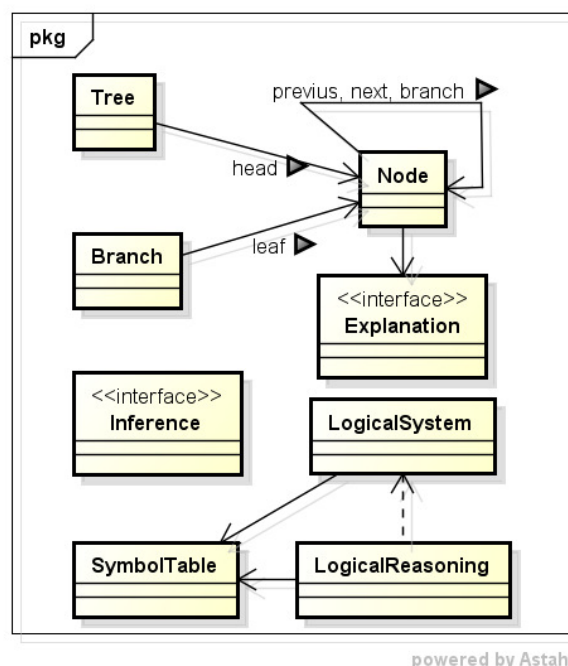 pkg
Tree
previus, next, branch
head
Node
Branch
leaf
<<interface>>
Explanation
<<interface>>
Inference
LogicalSystem
SymbolTable
LogicalReasoning
powered by Astah